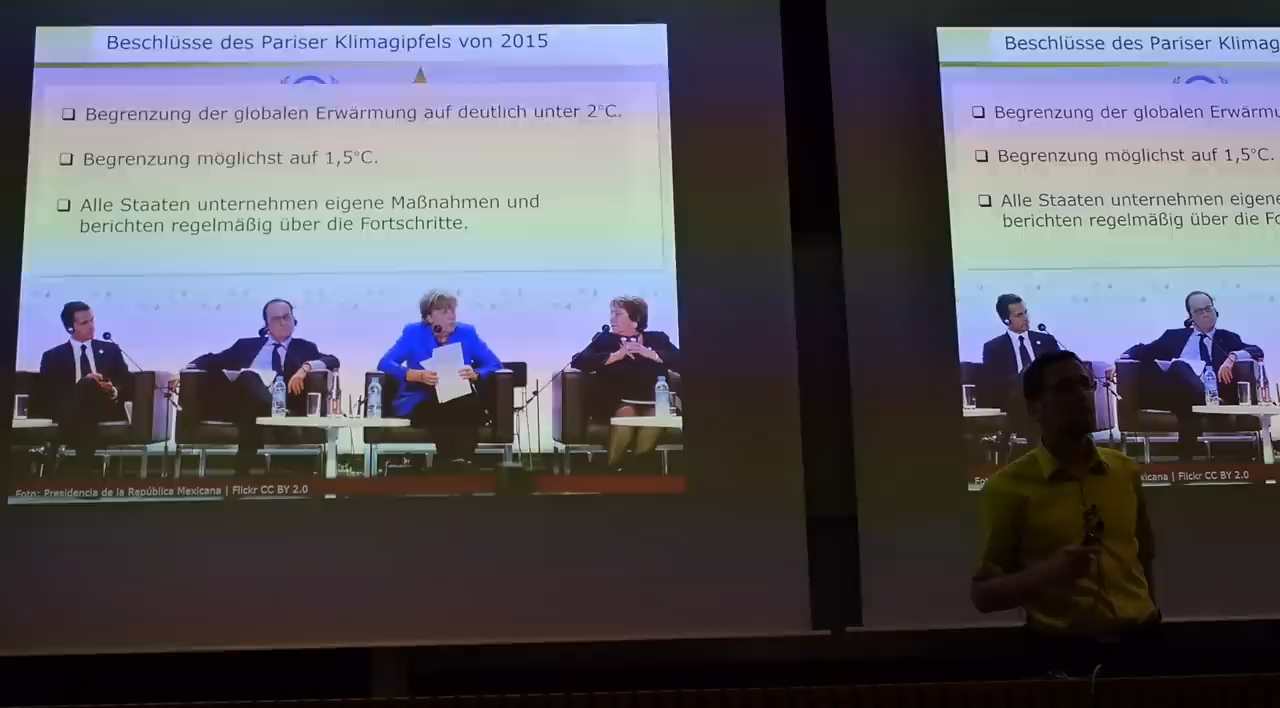 Beschlüsse des Pariser Klimagipfels von 2015
❑ Begrenzung der globalen Erwärmung auf deutlich unter 2°C.
❑ Begrenzung möglichst auf 1,5°C.
❑ Alle Staaten unternehmen eigene Maßnahmen und
berichten regelmäßig über die Fortschritte.
Foto: Presidencia de la República Mexicana | Flickr CC BY 2.0
Beschlüsse des Pariser Klimag
❑ Begrenzung der globalen Erwärmu
❑ Begrenzung möglichst auf 1,5°C.
❑ Alle Staaten unternehmen eigene
berichten regelmäßig über die Fo
Fot xicana | Flickr CC BY 2.0